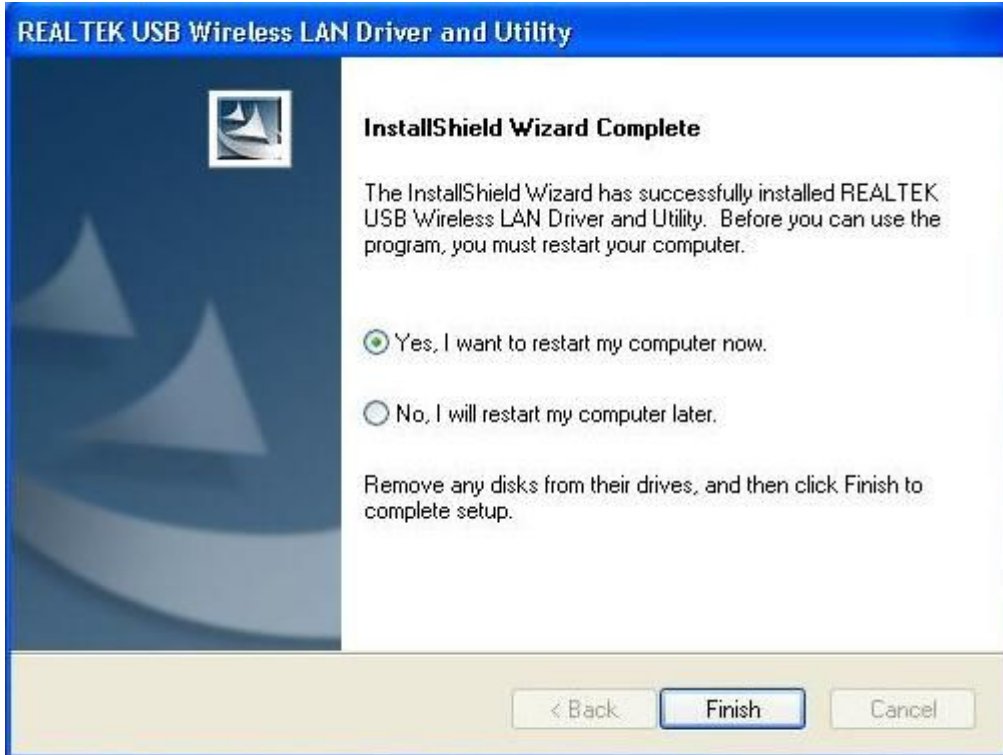 REALTEK USB Wireless LAN Driver and Utility
InstallShield Wizard Complete
The InstallShield Wizard has successfully installed REALTEK
USB Wireless LAN Driver and Utility.  Before you can use the
program, you must restart your computer.
Yes, I want to restart my computer now.
No, I will restart my computer later.
Remove any disks from their drives, and then click Finish to
complete setup.
< Back
Finish
Cancel